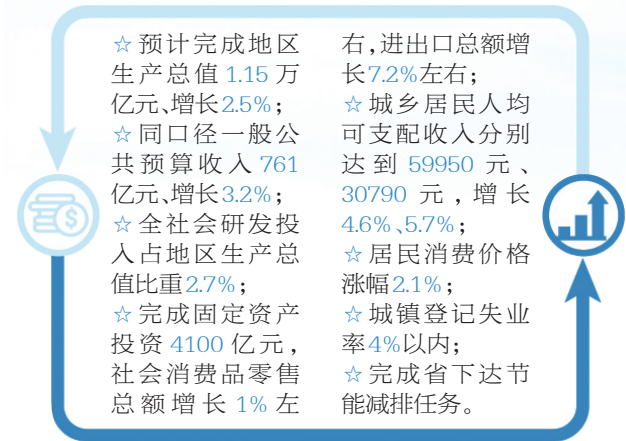 ☆预计完成地区
生产总值1.15万
亿元、增长2.5%；
☆同口径一般公
共预算收入761
亿元、增长3.2%；
☆全社会研发投
入占地区生产总
值比重2.7%；
☆完成固定资产
投资4100亿元，
社会消费品零售
总额增长1%左
右,进出口总额增
长7.2%左右；
☆城乡居民人均
可支配收入分别
达到59950元、
30790元，增长
4.6%、5.7%；
☆居民消费价格
涨幅2.1%；
☆城镇登记失业
率4%以内；
☆完成省下达节
能减排任务。